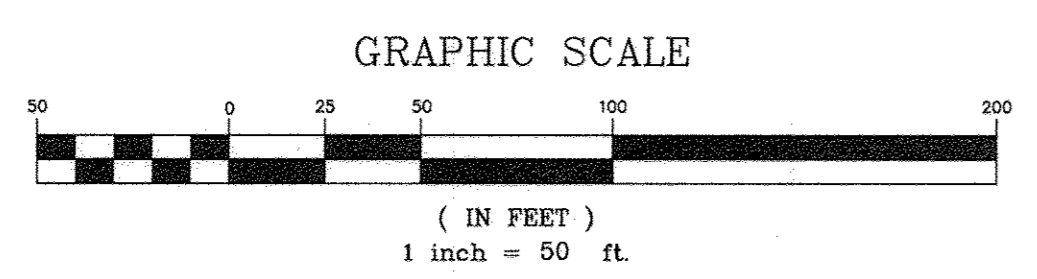 GRAPHIC SCALE
50 0 25 50 100 200
( IN FEET )
1 inch = 50 ft.